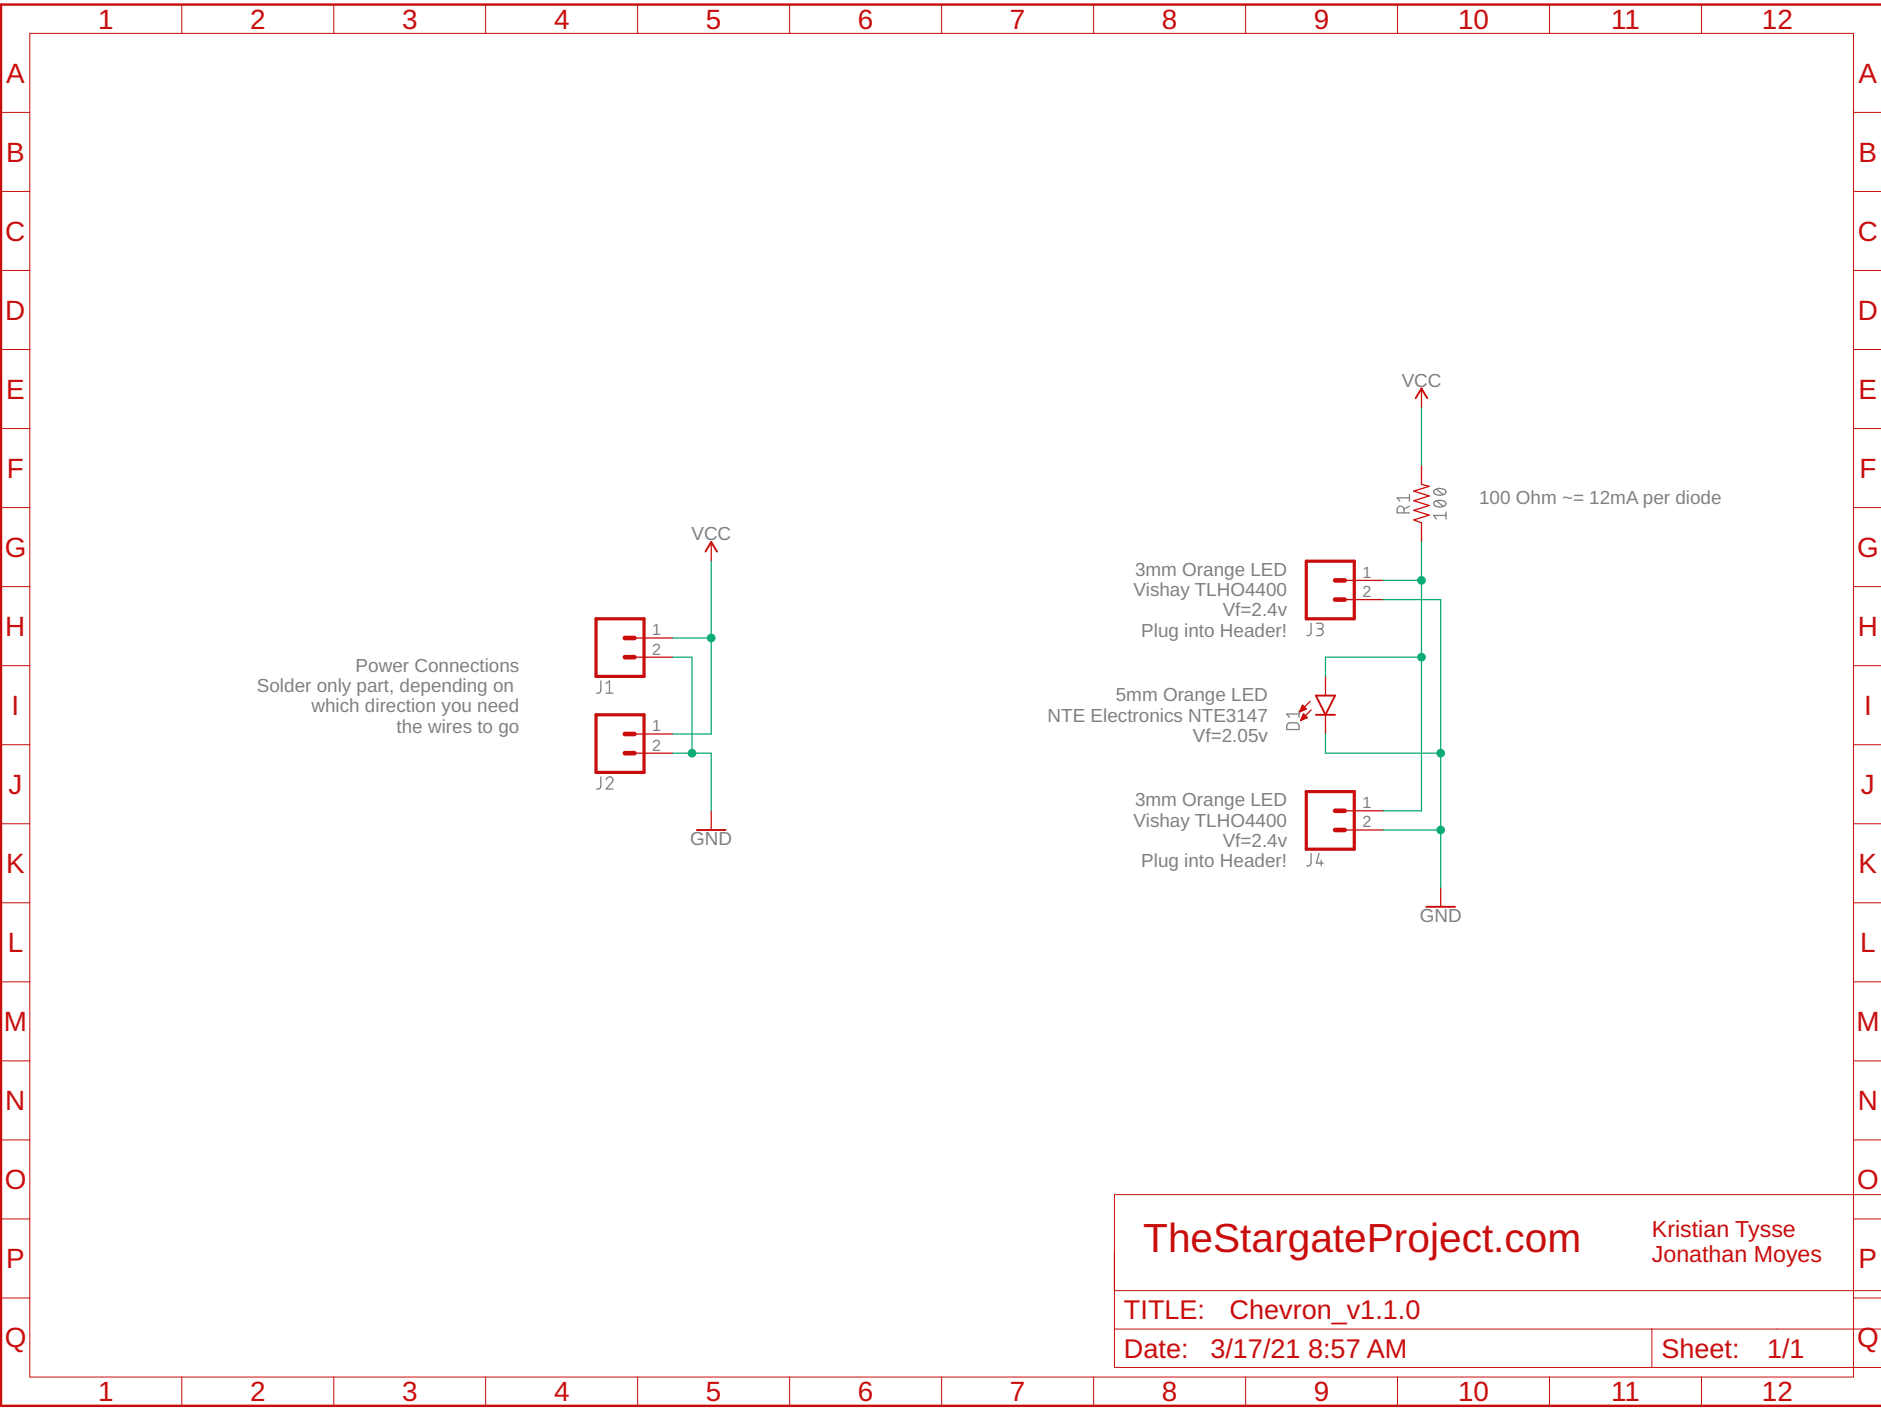 1 2 3 4 5 6 7 8 9 10 11 12
A A
B B
C C
D D
E E
F F
G G
H H
I I
J J
K K
L L
M M
N N
O O
P P
Q Q
VCC
1
2
J1
Power Connections
Solder only part, depending on
which direction you need
the wires to go
1
2
J2
GND
VCC
R1
100
100 Ohm ~= 12mA per diode
3mm Orange LED
Vishay TLHO4400
Vf=2.4v
Plug into Header!
1
2
J3
5mm Orange LED
NTE Electronics NTE3147
Vf=2.05v
D1
3mm Orange LED
Vishay TLHO4400
Vf=2.4v
Plug into Header!
1
2
J4
GND
TheStargateProject.com
Kristian Tysse
Jonathan Moyes
TITLE: Chevron_v1.1.0
Date: 3/17/21 8:57 AM
Sheet: 1/1
1 2 3 4 5 6 7 8 9 10 11 12